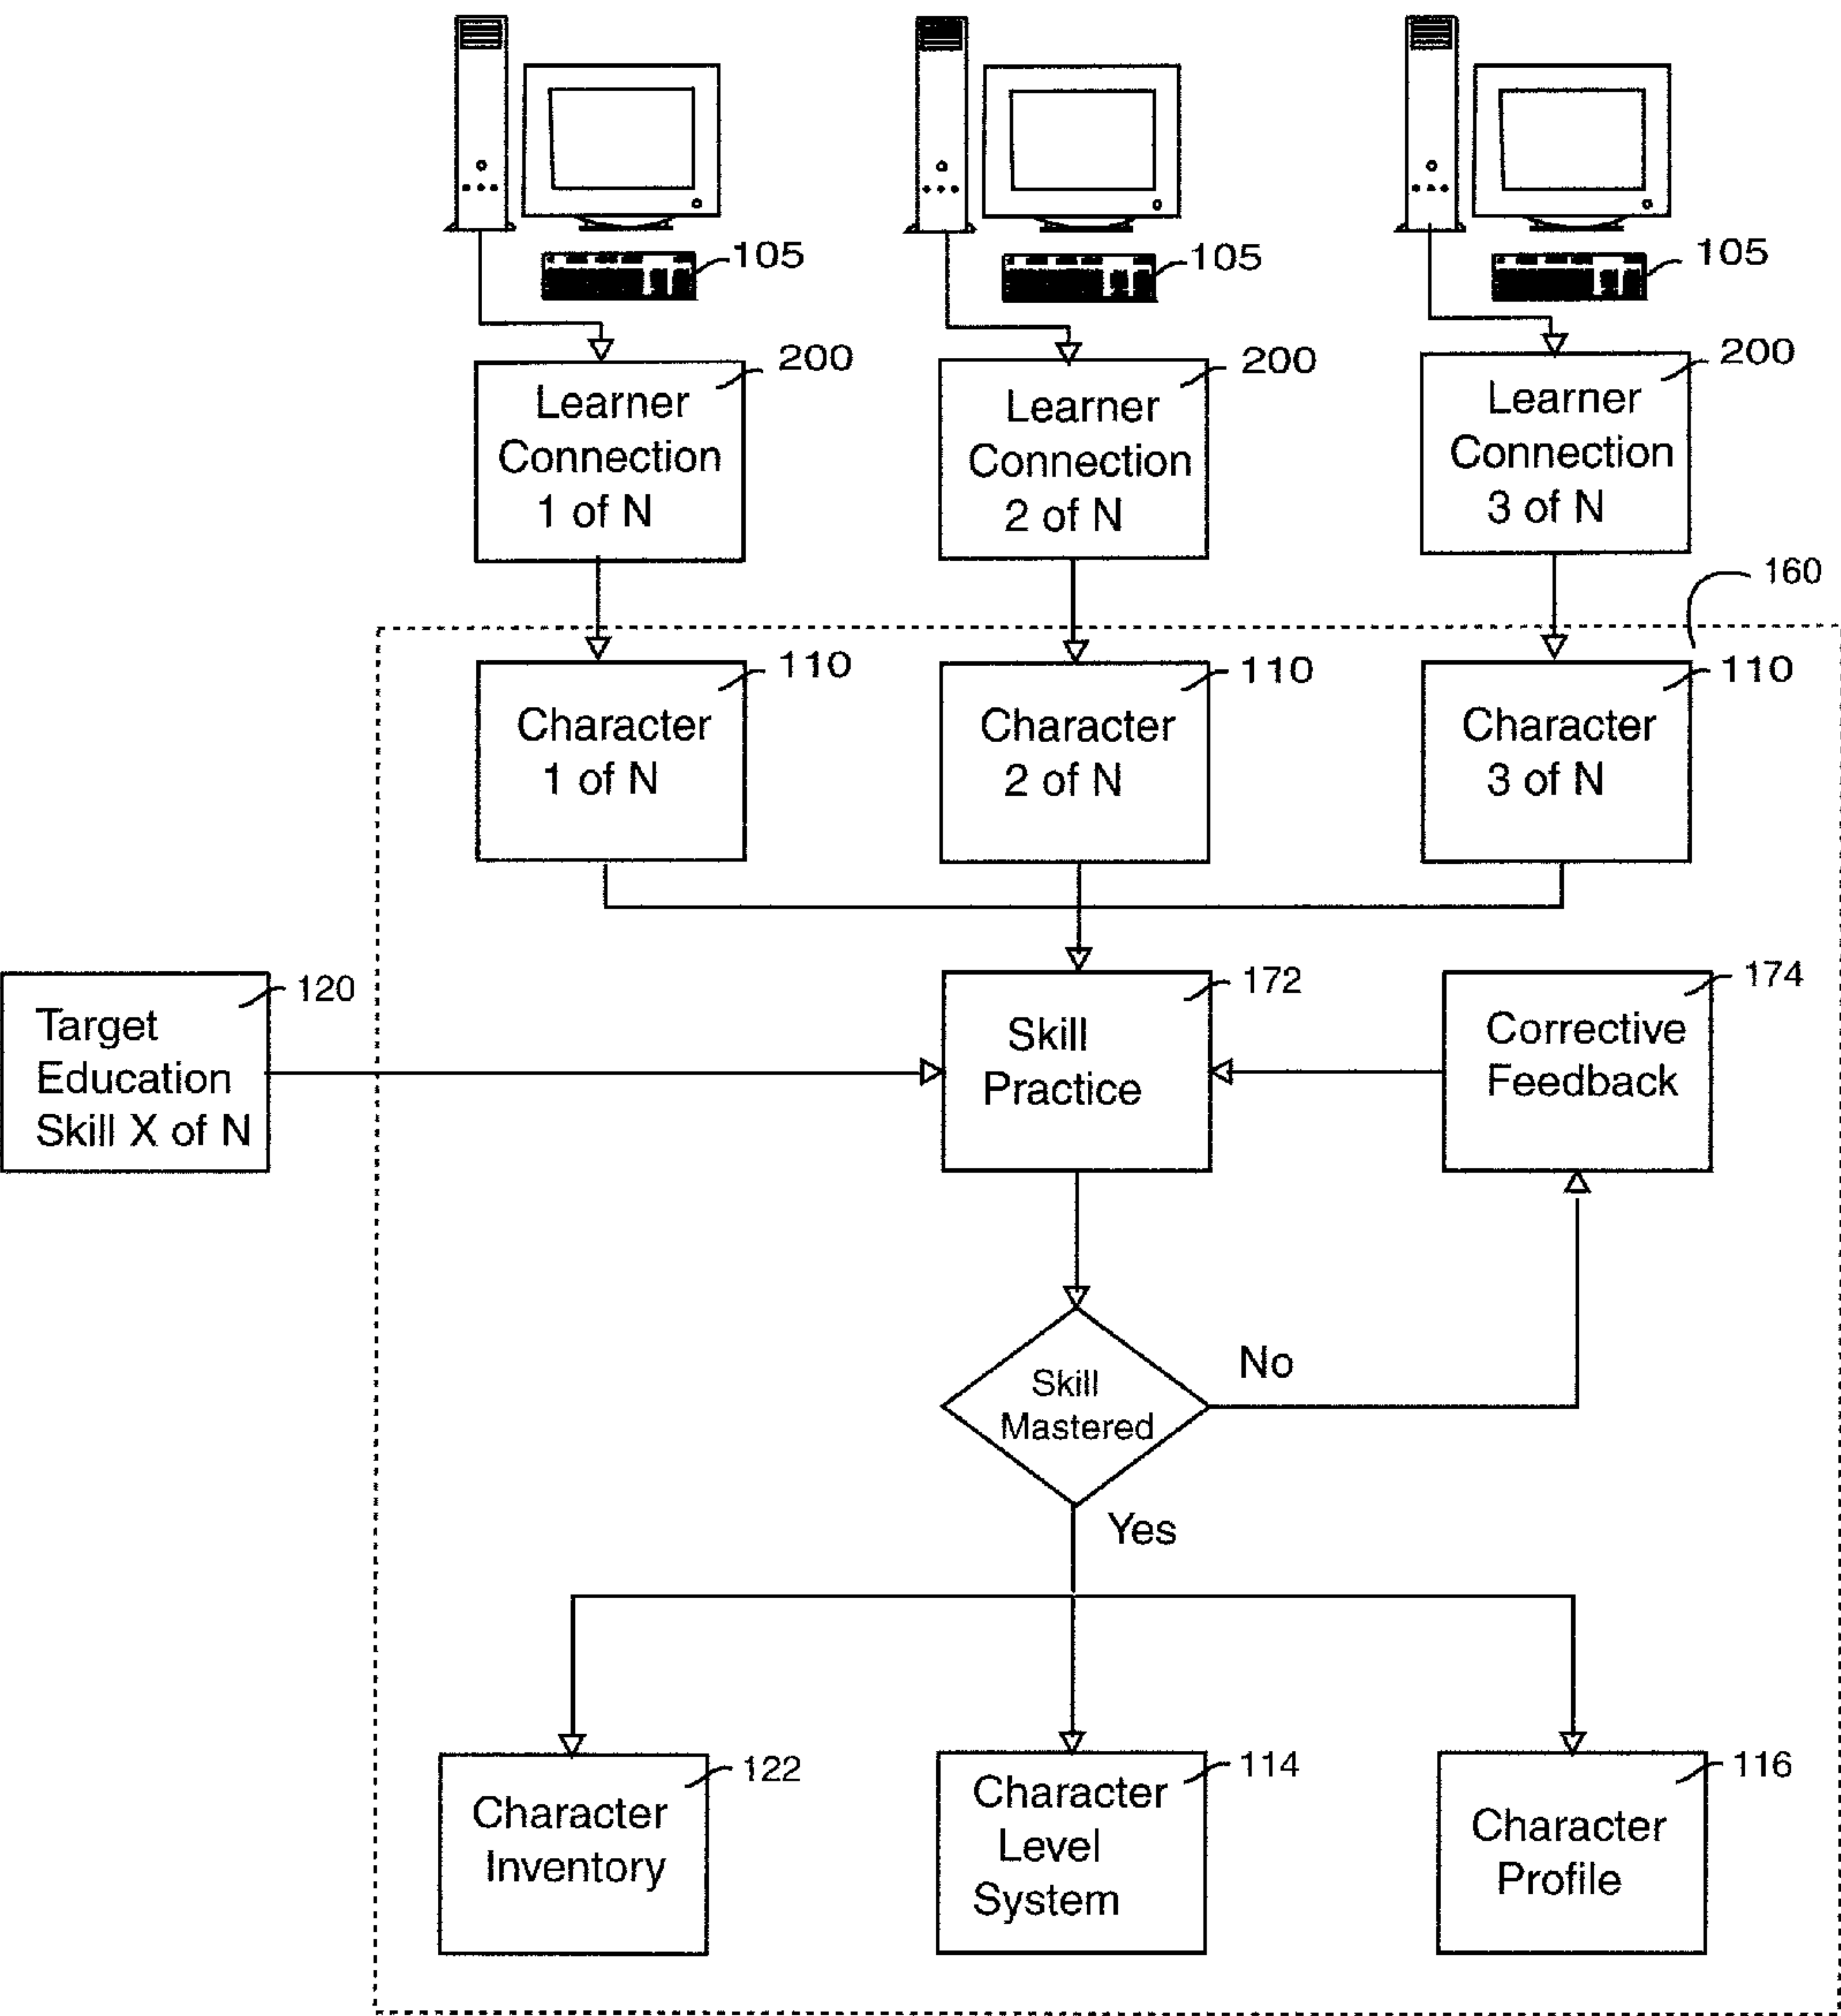 105
105
105
200
Learner
Connection
1 of N
200
Learner
Connection
2 of N
200
Learner
Connection
3 of N
160
110
Character
1 of N
110
Character
2 of N
110
Character
3 of N
120
Target
Education
Skill X of N
172
Skill
Practice
174
Corrective
Feedback
Skill
Mastered
No
Yes
122
Character
Inventory
114
Character
Level
System
116
Character
Profile